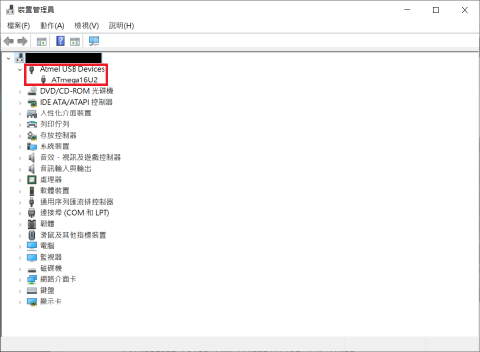 裝置管理員
檔案(F) 動作(A) 檢視(V) 說明(H)
Atmel USB Devices
ATmega16U2
DVD/CD-ROM 光碟機
IDE ATA/ATAPI 控制器
人性化介面裝置
列印佇列
存放控制器
系統裝置
音效、視訊及遊戲控制器
音訊輸入與輸出
處理器
軟體裝置
通用序列匯流排控制器
連接埠 (COM 和 LPT)
韌體
滑鼠及其他指標裝置
電腦
監視器
磁碟機
網路介面卡
鍵盤
顯示卡